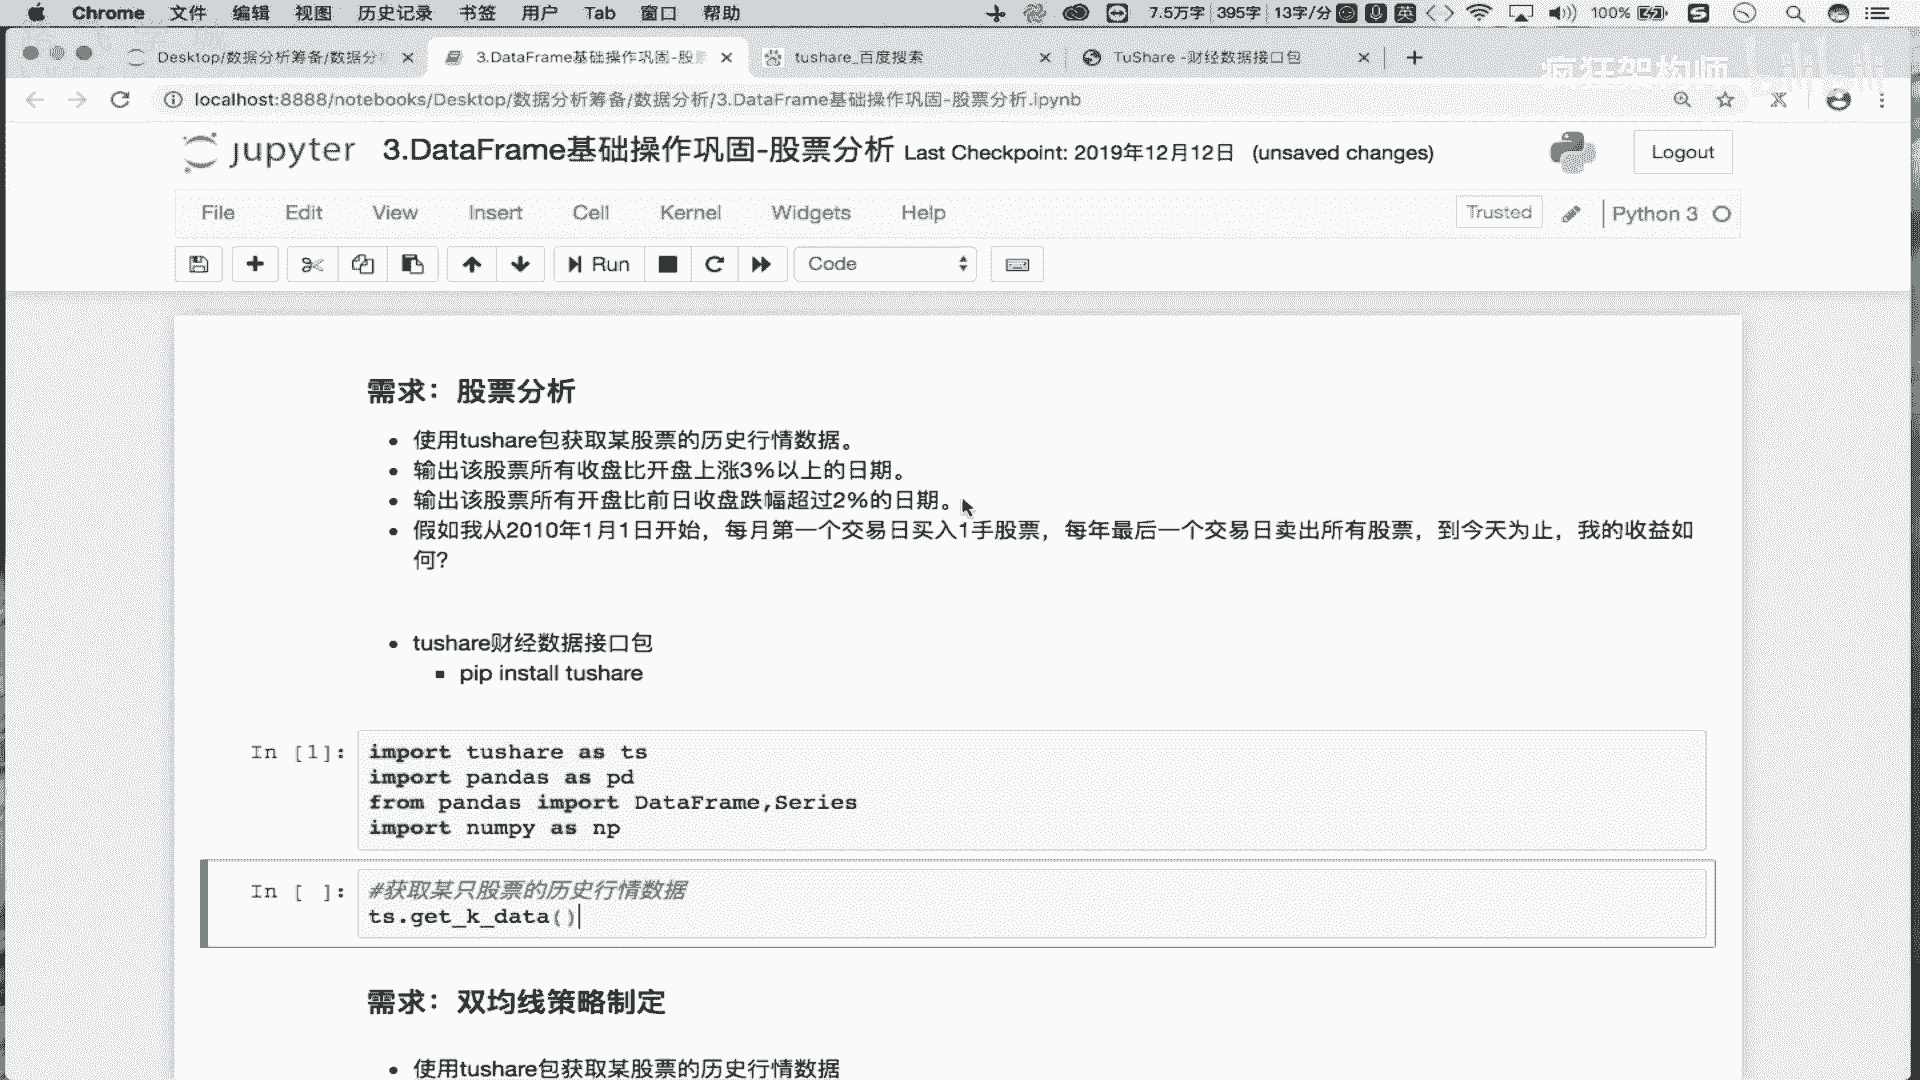 Chrome 文件 编辑 视图 历史记录 书签 用户 Tab 窗口 帮助 7.5万字 395字 13字/分 英 100%
Desktop/数据分析筹备/数据分 3.DataFrame基础操作巩固-股 tushare_百度搜索 TuShare -财经数据接口包
疯狂架构师
localhost:8888/notebooks/Desktop/数据分析筹备/数据分析/3.DataFrame基础操作巩固-股票分析.ipynb
jupyter 3.DataFrame基础操作巩固-股票分析 Last Checkpoint: 2019年12月12日 (unsaved changes) Logout
File Edit View Insert Cell Kernel Widgets Help Trusted Python 3
Run Code
需求：股票分析
使用tushare包获取某股票的历史行情数据。
输出该股票所有收盘比开盘上涨3%以上的日期。
输出该股票所有开盘比前日收盘跌幅超过2%的日期。
假如我从2010年1月1日开始，每月第一个交易日买入1手股票，每年最后一个交易日卖出所有股票，到今天为止，我的收益如
何?
tushare财经数据接口包
pip install tushare
In [1]: import tushare as ts
import pandas as pd
from pandas import DataFrame,Series
import numpy as np
In [ ]: #获取某只股票的历史行情数据
ts.get_k_data()
需求：双均线策略制定
使用tushare包获取某股票的历史行情数据